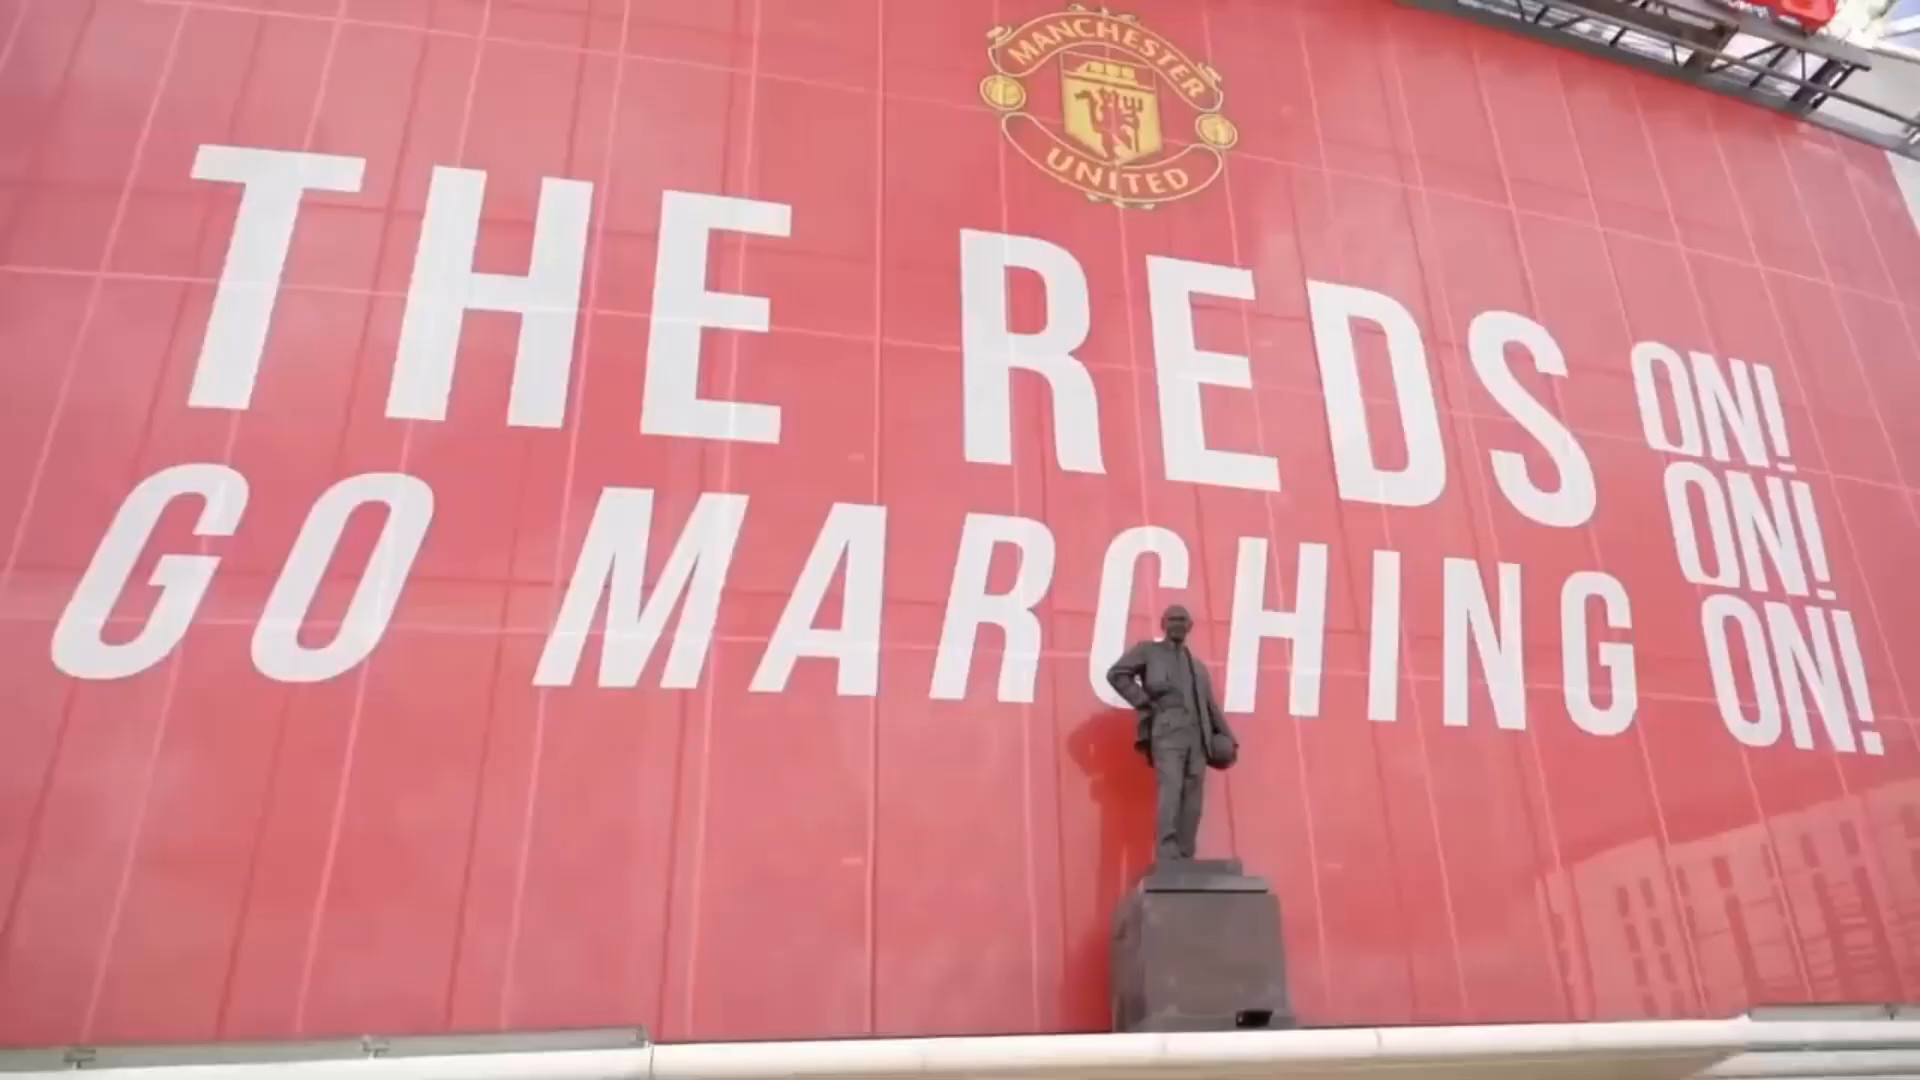 MANCHESTER
UNITED
THE REDS
GO MARCHING
ON!
ON!
ON!